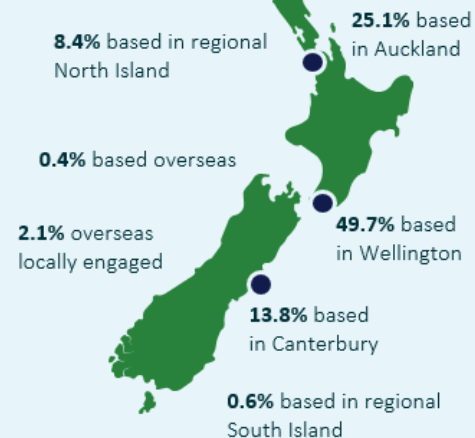 25.1% based
in Auckland
8.4% based in regional
North Island
0.4% based overseas
49.7% based
in Wellington
2.1% overseas
locally engaged
13.8% based
in Canterbury
0.6% based in regional
South Island